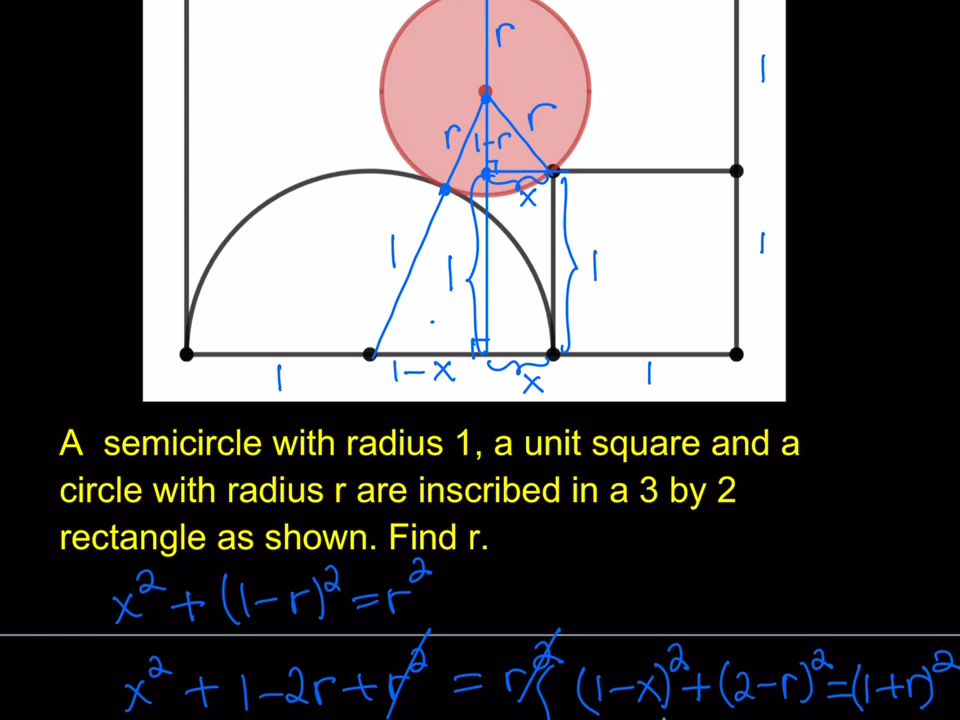 r
1
r
r
1-r
x
1
1
1
1
1
1-x
x
1
A semicircle with radius 1, a unit square and a
circle with radius r are inscribed in a 3 by 2
rectangle as shown. Find r.
x² + (1-r)² = r²
x² + 1-2r+r² = r² (1-x)²+(2-r)²=(1+r)²